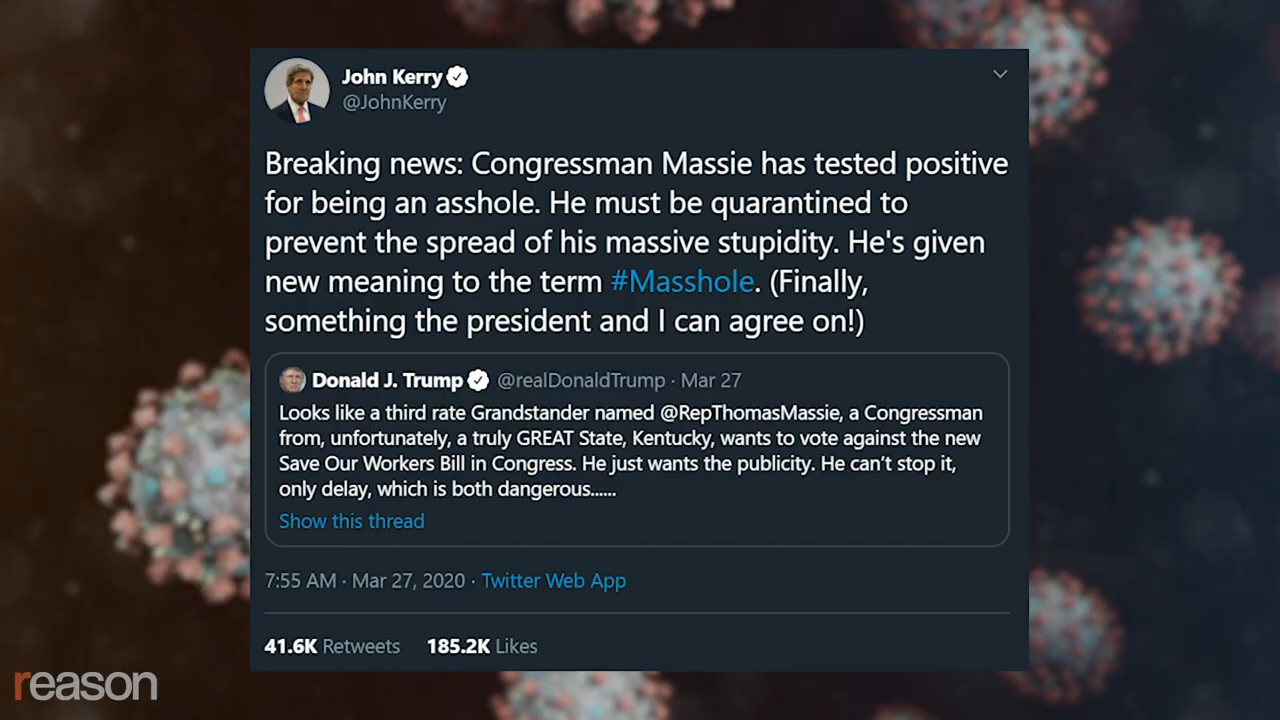 John Kerry
@JohnKerry
Breaking news: Congressman Massie has tested positive
for being an asshole. He must be quarantined to
prevent the spread of his massive stupidity. He's given
new meaning to the term #Masshole. (Finally,
something the president and I can agree on!)
Donald J. Trump @realDonaldTrump · Mar 27
Looks like a third rate Grandstander named @RepThomasMassie, a Congressman
from, unfortunately, a truly GREAT State, Kentucky, wants to vote against the new
Save Our Workers Bill in Congress. He just wants the publicity. He can’t stop it,
only delay, which is both dangerous......
Show this thread
7:55 AM · Mar 27, 2020 · Twitter Web App
41.6K Retweets 185.2K Likes
reason